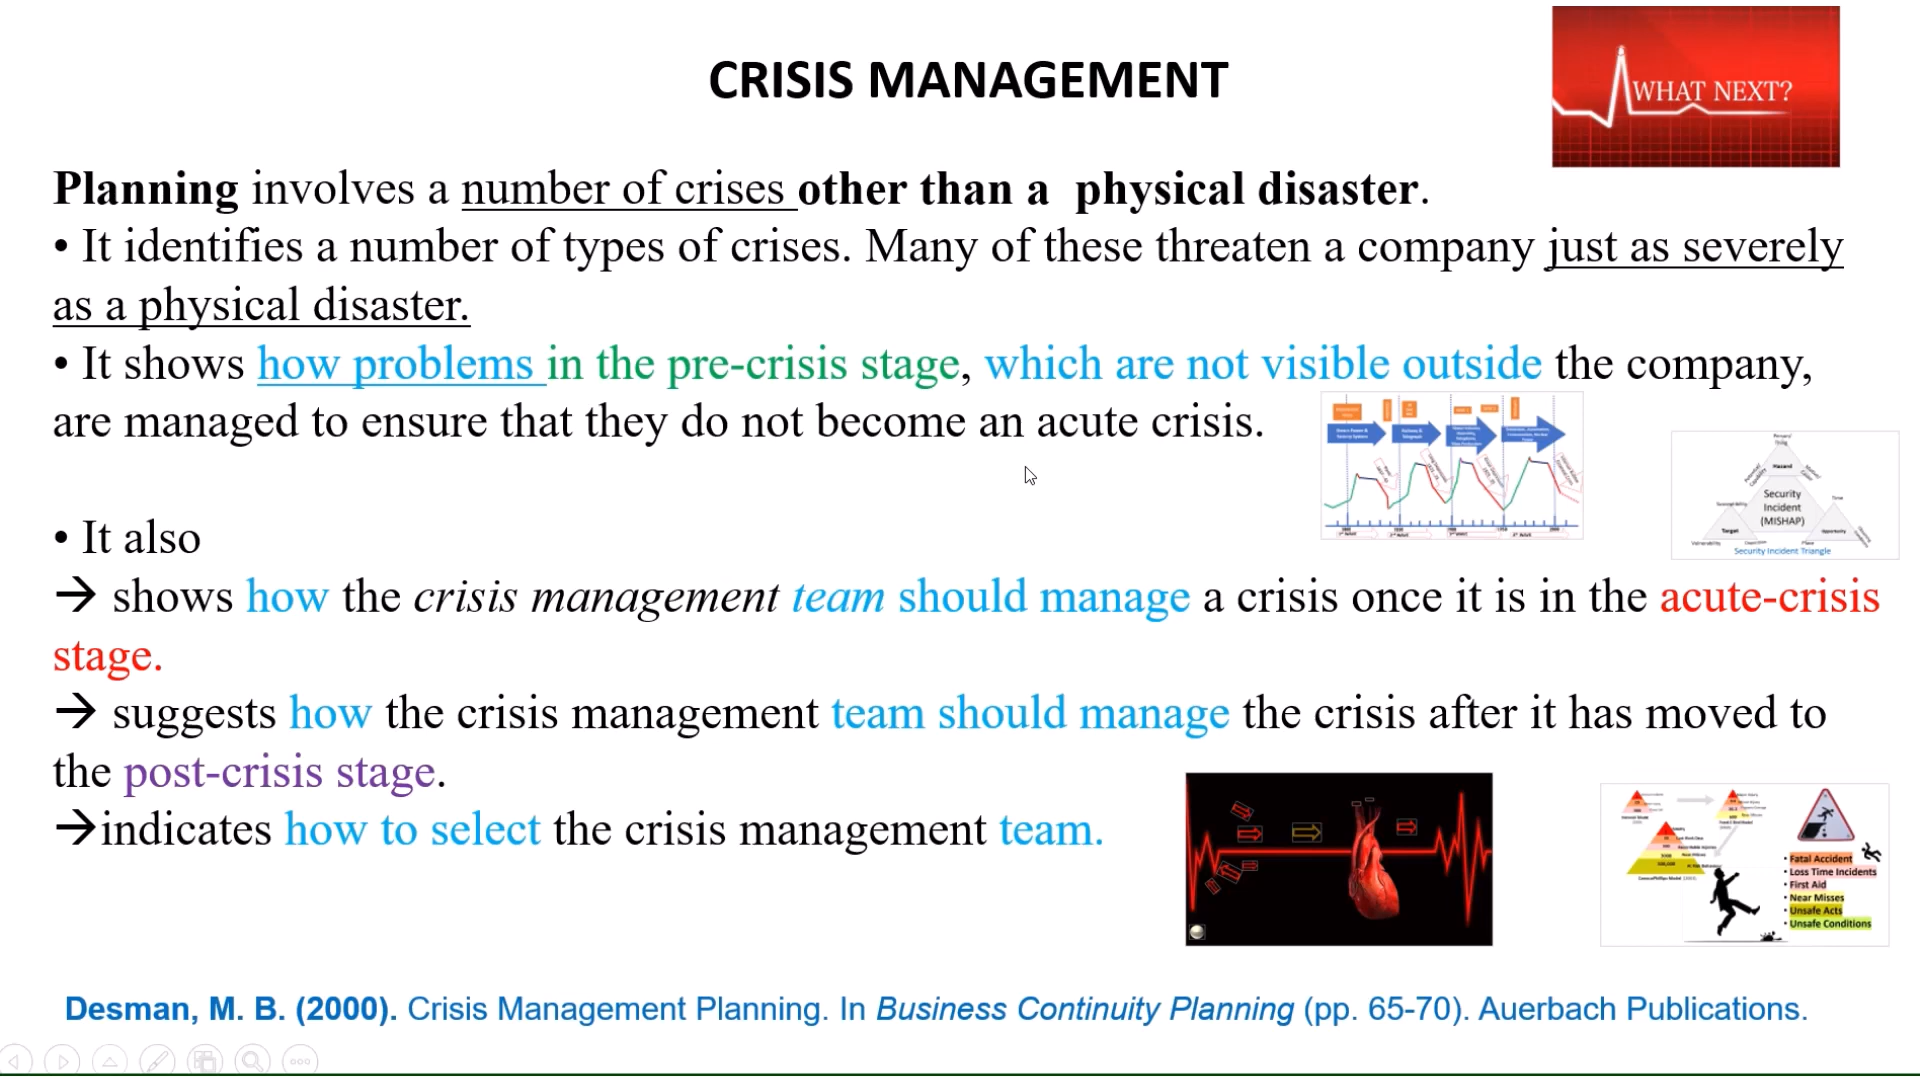 CRISIS MANAGEMENT
WHAT NEXT?
Planning involves a number of crises other than a physical disaster.
• It identifies a number of types of crises. Many of these threaten a company just as severely
as a physical disaster.
• It shows how problems in the pre-crisis stage, which are not visible outside the company,
are managed to ensure that they do not become an acute crisis.
Hazard
Security
Incident
(MISHAP)
Target
Opportunity
Time
Place
Vulnerability
Security Incident Triangle
• It also
→ shows how the crisis management team should manage a crisis once it is in the acute-crisis
stage.
→ suggests how the crisis management team should manage the crisis after it has moved to
the post-crisis stage.
→indicates how to select the crisis management team.
• Fatal Accident
• Loss Time Incidents
• First Aid
• Near Misses
• Unsafe Acts
• Unsafe Conditions
Desman, M. B. (2000). Crisis Management Planning. In Business Continuity Planning (pp. 65-70). Auerbach Publications.